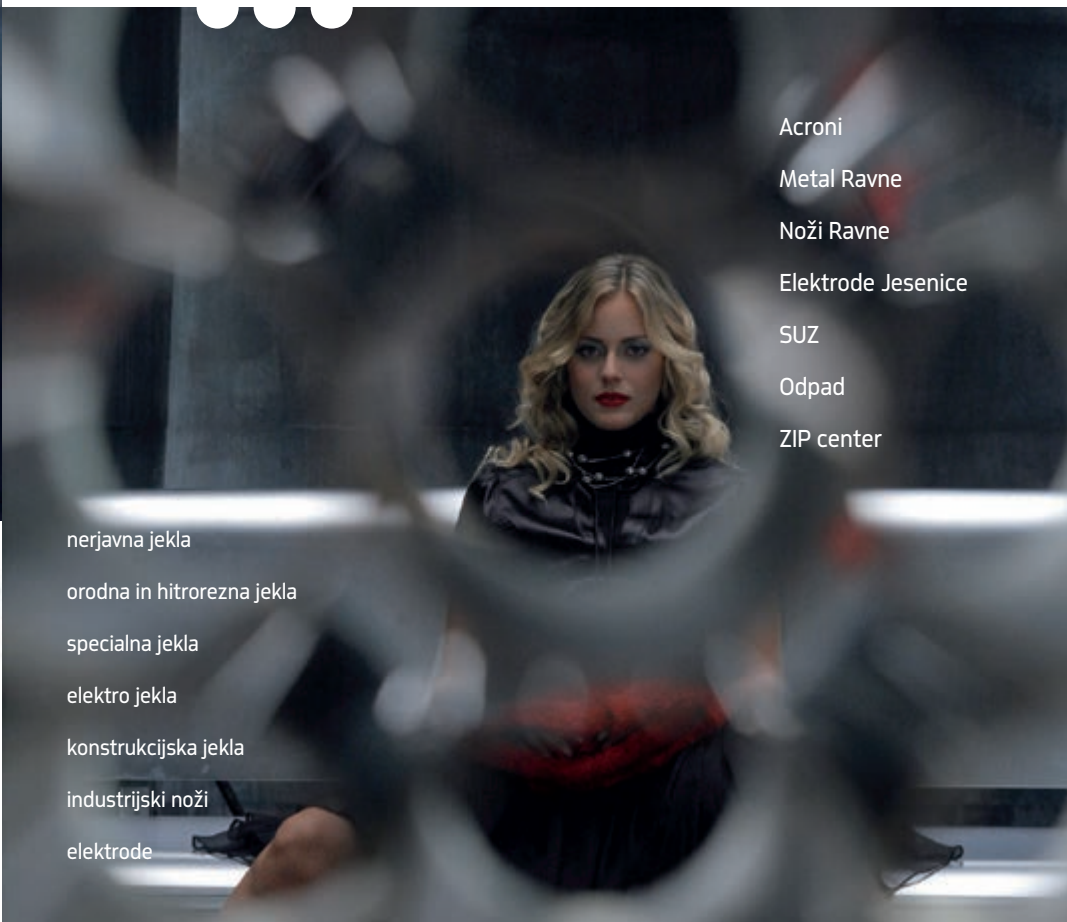 Acroni
Metal Ravne
Noži Ravne
Elektrode Jesenice
SUZ
Odpad
ZIP center
nerjavna jekla
orodna in hitrorezna jekla
specialna jekla
elektro jekla
konstrukcijska jekla
industrijski noži
elektrode